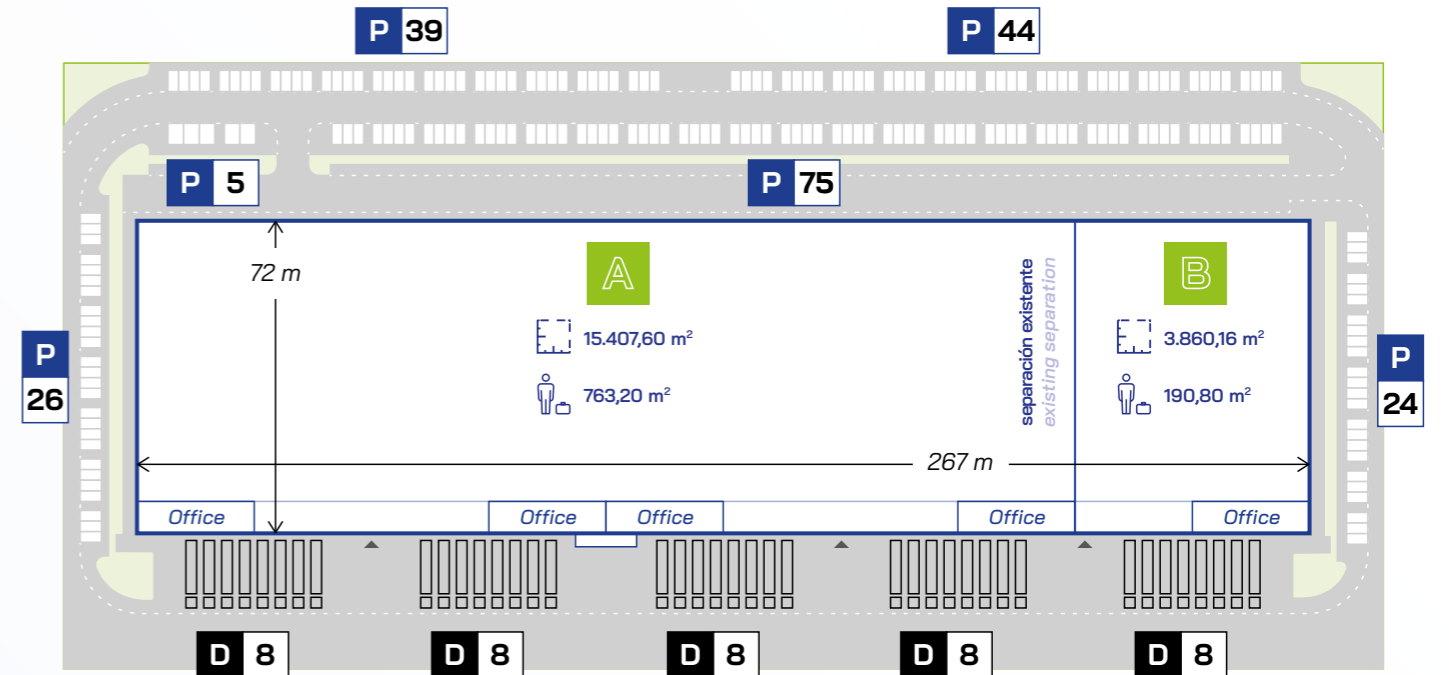 P 39
P 44
P 5
P 75
72 m
A
B
15.407,60 m²
3.860,16 m²
763,20 m²
190,80 m²
separación existente
existing separation
P
26
P
24
267 m
Office
Office
Office
Office
Office
D 8
D 8
D 8
D 8
D 8